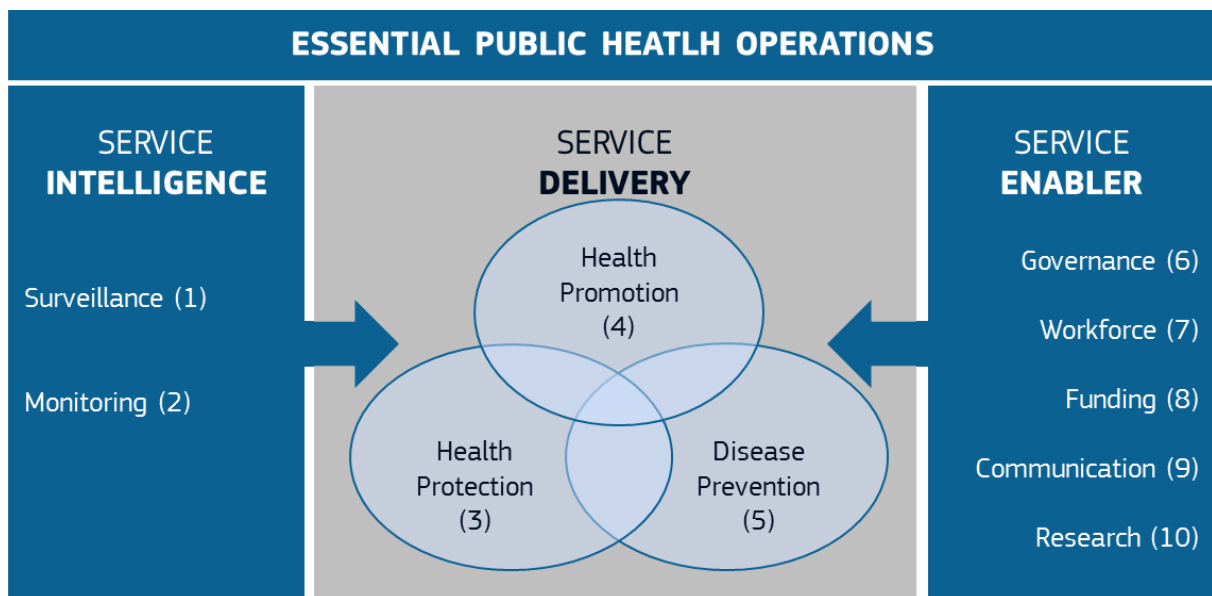 ESSENTIAL PUBLIC HEATLH OPERATIONS
SERVICE
INTELLIGENCE
Surveillance (1)
Monitoring (2)
SERVICE
DELIVERY
Health
Promotion
(4)
Health
Protection
(3)
Disease
Prevention
(5)
SERVICE
ENABLER
Governance (6)
Workforce (7)
Funding (8)
Communication (9)
Research (10)